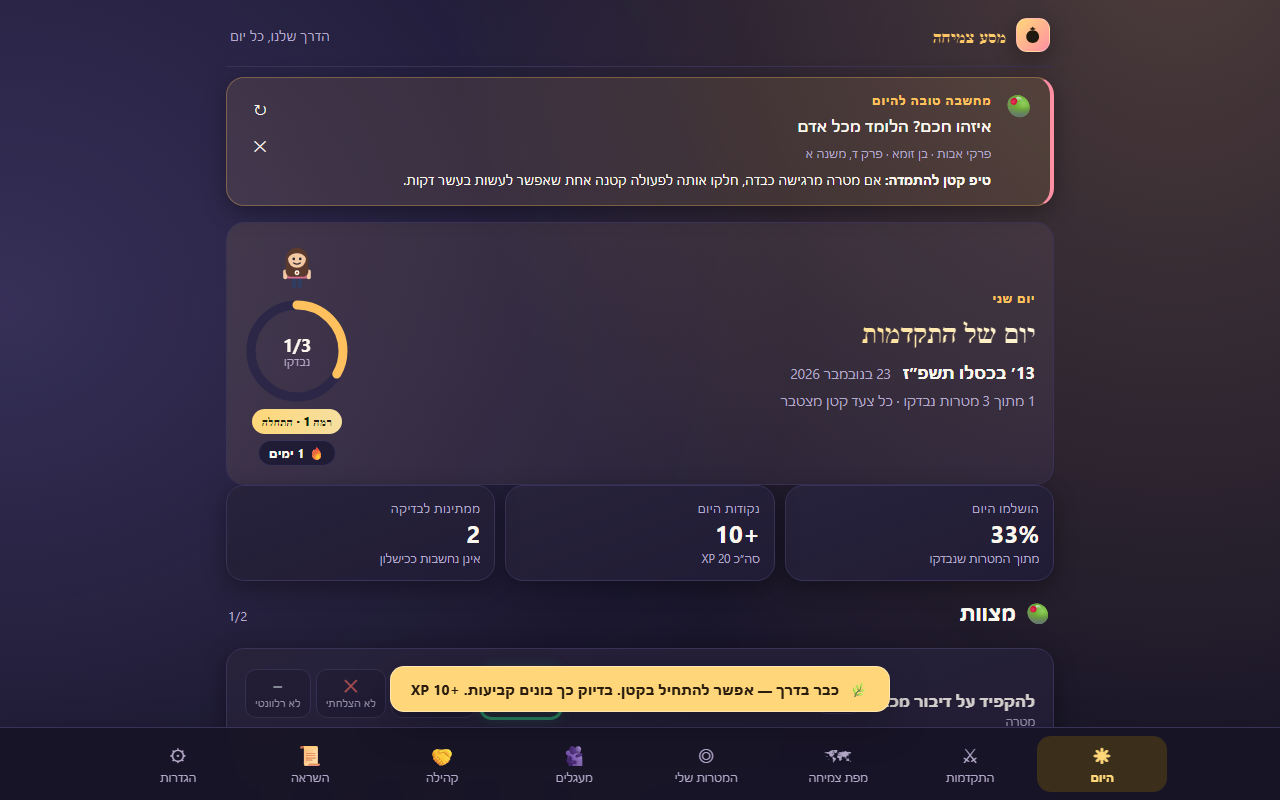 מסע צמיחה
הדרך שלנו, כל יום
מחשבה טובה להיום
איזהו חכם? הלומד מכל אדם
פרקי אבות · בן זומא · פרק ד, משנה א
טיפ קטן להתמדה: אם מטרה מרגישה כבדה, חלקו אותה לפעולה קטנה אחת שאפשר לעשות בעשר דקות.
יום שני
יום של התקדמות
13׳ בכסלו תשפ״ז 23 בנובמבר 2026
1 מתוך 3 מטרות נבדקו · כל צעד קטן מצטבר
1/3
נבדקו
רמה 1 · התחלה
1 ימים
הושלמו היום
33%
מתוך המטרות שנבדקו
נקודות היום
+10
סה״כ 20 XP
ממתינות לבדיקה
2
אינן נחשבות ככישלון
מצוות
1/2
להקפיד על דיבור
מטרה
לא הצלחתי
לא רלוונטי
כבר בדרך — אפשר להתחיל בקטן. בדיוק כך בונים קביעות. +10 XP
היום
התקדמות
מפת צמיחה
המטרות שלי
מעגלים
קהילה
השראה
הגדרות